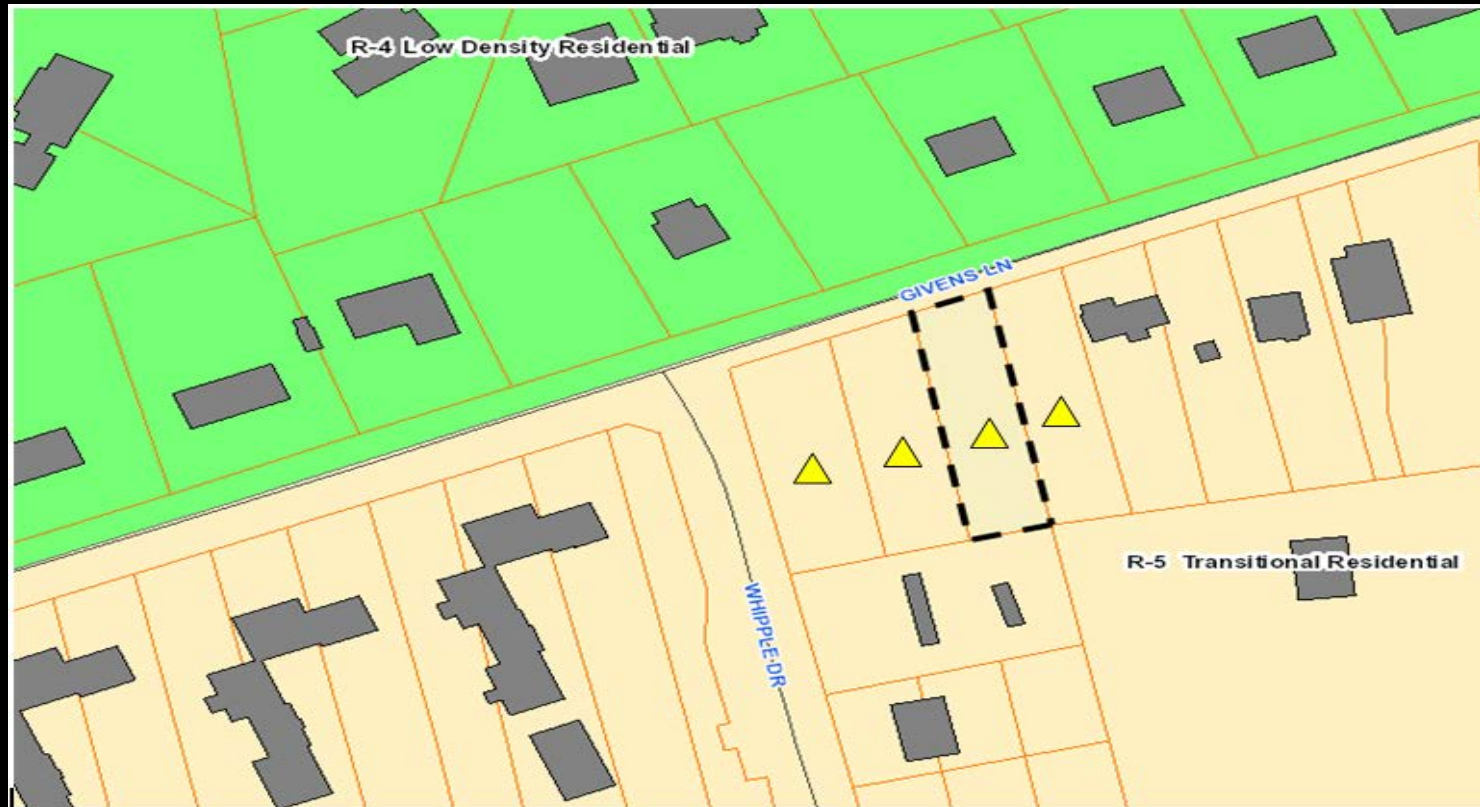 R-4 Low Density Residential
GIVENS LN
R-5 Transitional Residential
WHIPPLE DR